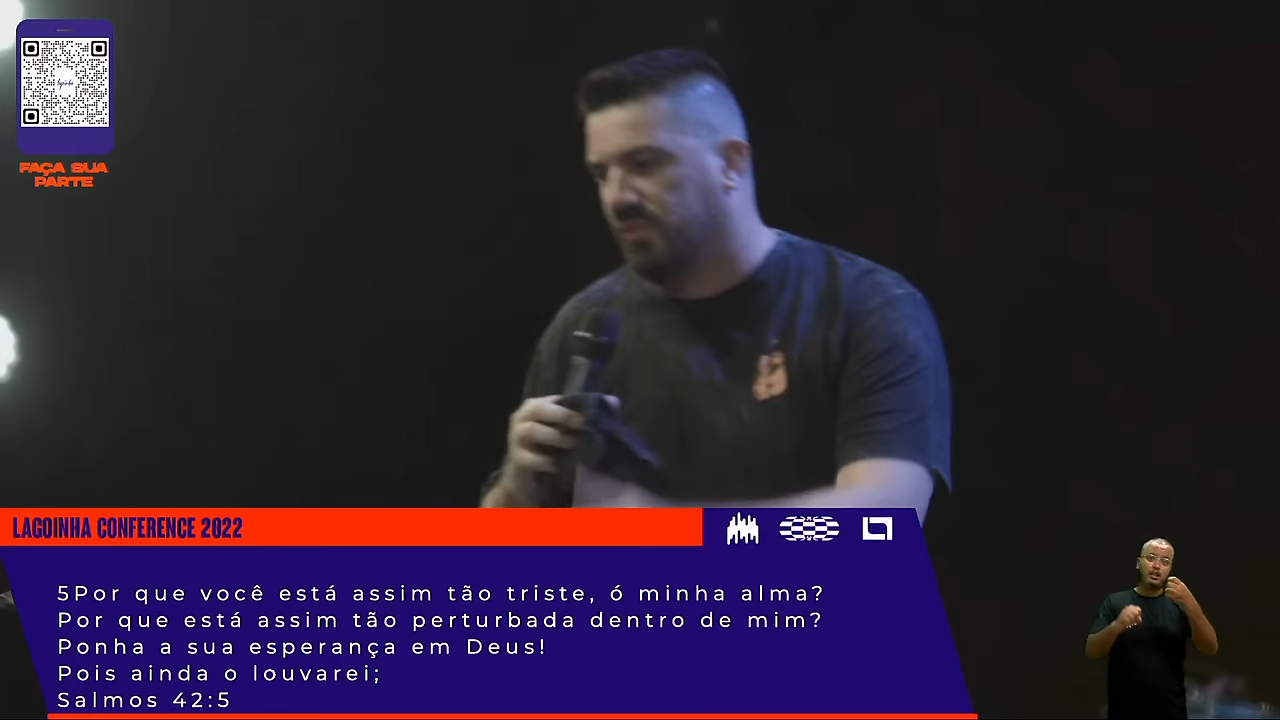 FAÇA SUA
PARTE
LAGOINHA CONFERENCE 2022
5Por que você está assim tão triste, ó minha alma?
Por que está assim tão perturbada dentro de mim?
Ponha a sua esperança em Deus!
Pois ainda o louvarei;
Salmos 42:5